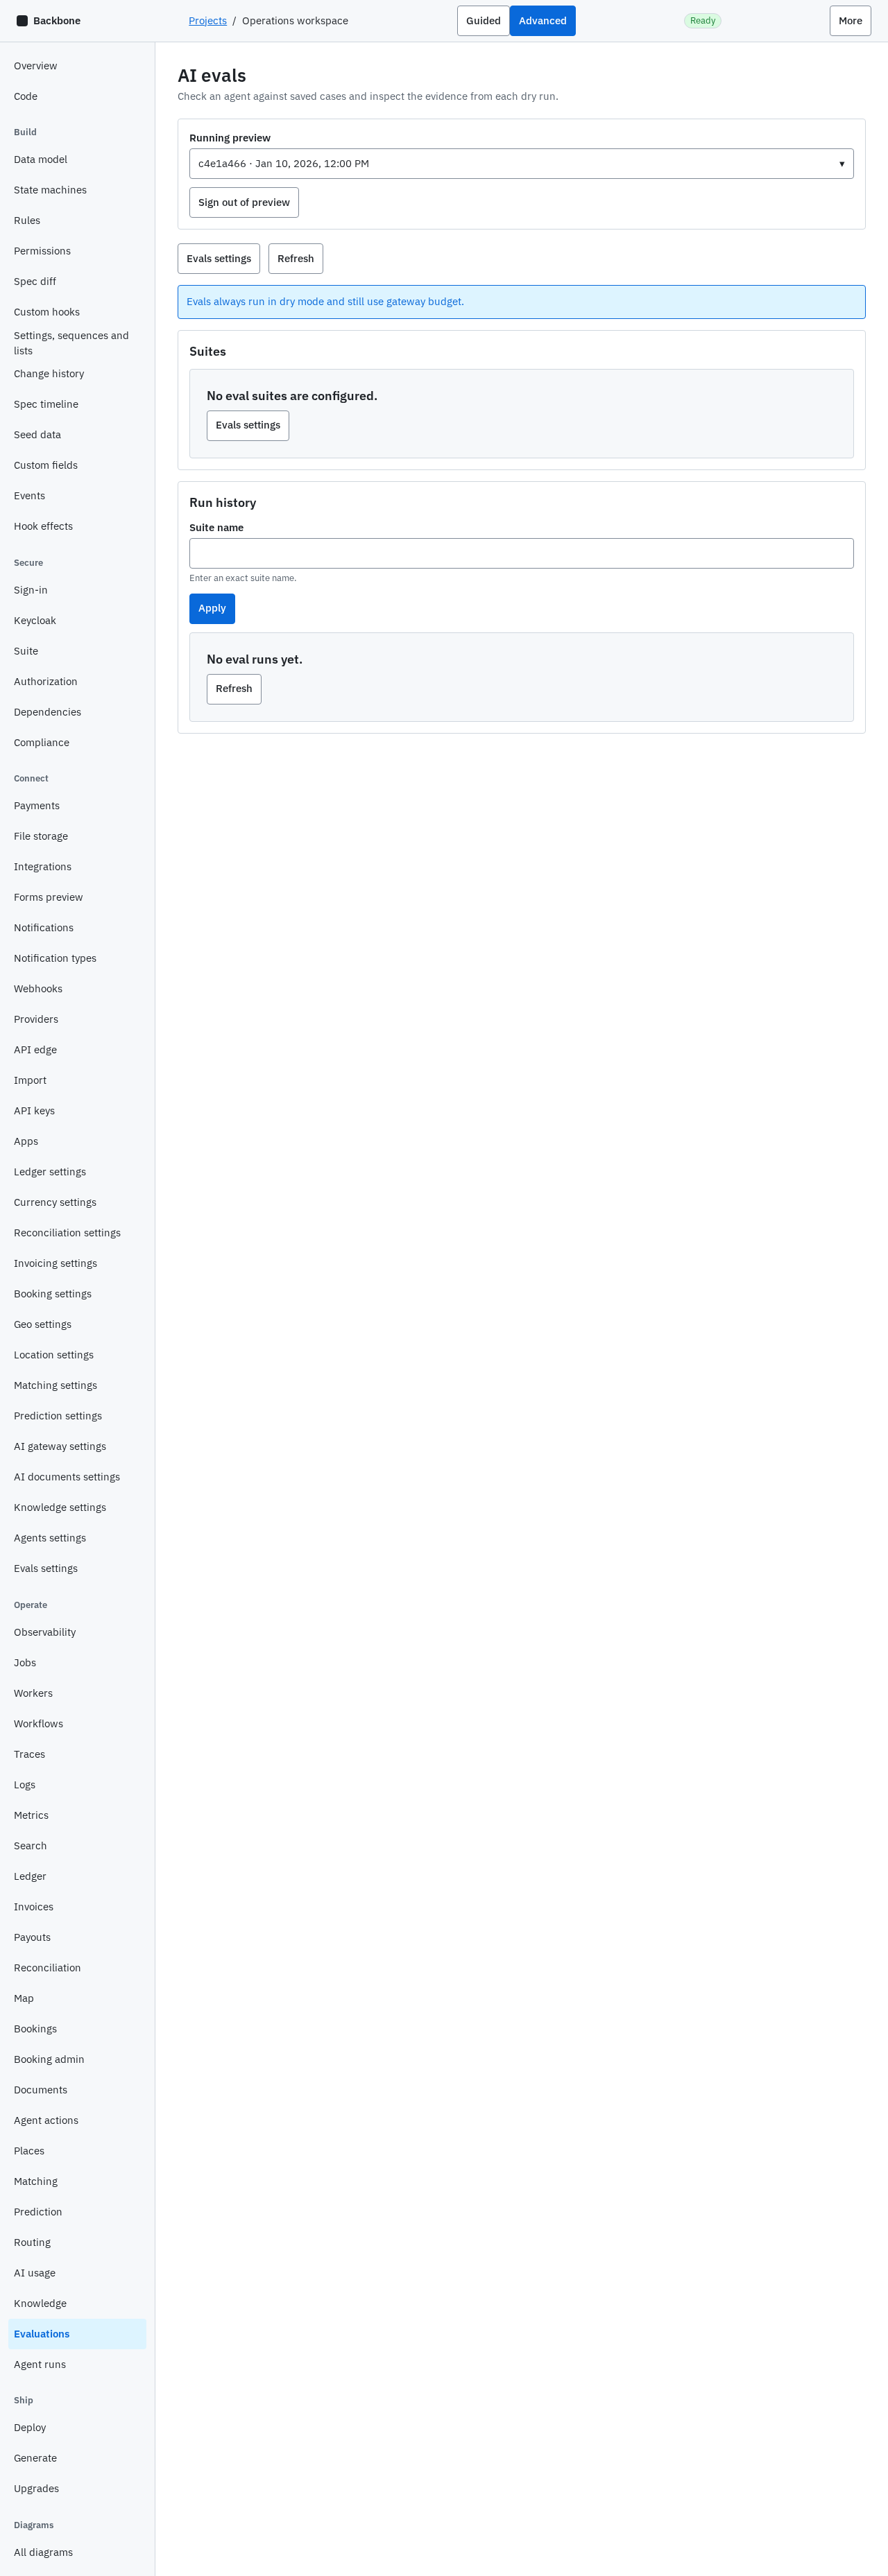 Backbone
Projects / Operations workspace
Guided
Advanced
Ready
More
Overview
Code
Build
Data model
State machines
Rules
Permissions
Spec diff
Custom hooks
Settings, sequences and
lists
Change history
Spec timeline
Seed data
Custom fields
Events
Hook effects
Secure
Sign-in
Keycloak
Suite
Authorization
Dependencies
Compliance
Connect
Payments
File storage
Integrations
Forms preview
Notifications
Notification types
Webhooks
Providers
API edge
Import
API keys
Apps
Ledger settings
Currency settings
Reconciliation settings
Invoicing settings
Booking settings
Geo settings
Location settings
Matching settings
Prediction settings
AI gateway settings
AI documents settings
Knowledge settings
Agents settings
Evals settings
Operate
Observability
Jobs
Workers
Workflows
Traces
Logs
Metrics
Search
Ledger
Invoices
Payouts
Reconciliation
Map
Bookings
Booking admin
Documents
Agent actions
Places
Matching
Prediction
Routing
AI usage
Knowledge
Evaluations
Agent runs
Ship
Deploy
Generate
Upgrades
Diagrams
All diagrams
AI evals
Check an agent against saved cases and inspect the evidence from each dry run.
Running preview
c4e1a466 · Jan 10, 2026, 12:00 PM
Sign out of preview
Evals settings
Refresh
Evals always run in dry mode and still use gateway budget.
Suites
No eval suites are configured.
Evals settings
Run history
Suite name
Enter an exact suite name.
Apply
No eval runs yet.
Refresh